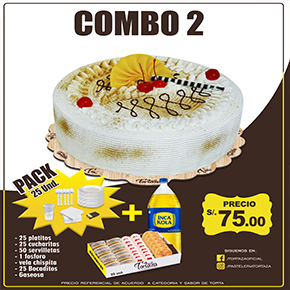 COMBO 2
PACK
25 Und.
- 25 platitos
- 25 cucharitas
- 50 servilletas
- 1 fosforo
- vela chispita
- 25 Bocaditos
- Gaseosa
+
INCA
KOLA
Tortaza
PRECIO
S/. 75.00
SIGUENOS EN
/TORTAZAOFICIAL
/PASTELERIATORTAZA
PRECIO REFERENCIAL DE ACUERDO A CATEGORIA Y SABOR DE TORTA